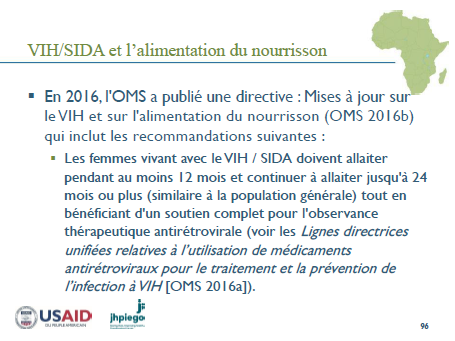 VIH/SIDA et l'alimentation du nourrisson
▪ En 2016, l'OMS a publié une directive : Mises à jour sur
le VIH et sur l'alimentation du nourrisson (OMS 2016b)
qui inclut les recommandations suivantes :
▪ Les femmes vivant avec le VIH / SIDA doivent allaiter
pendant au moins 12 mois et continuer à allaiter jusqu'à 24
mois ou plus (similaire à la population générale) tout en
bénéficiant d'un soutien complet pour l'observance
thérapeutique antirétrovirale (voir les Lignes directrices
unifiées relatives à l'utilisation de médicaments
antirétroviraux pour le traitement et la prévention de
l'infection à VIH [OMS 2016a]).
USAID
jhpiego
96